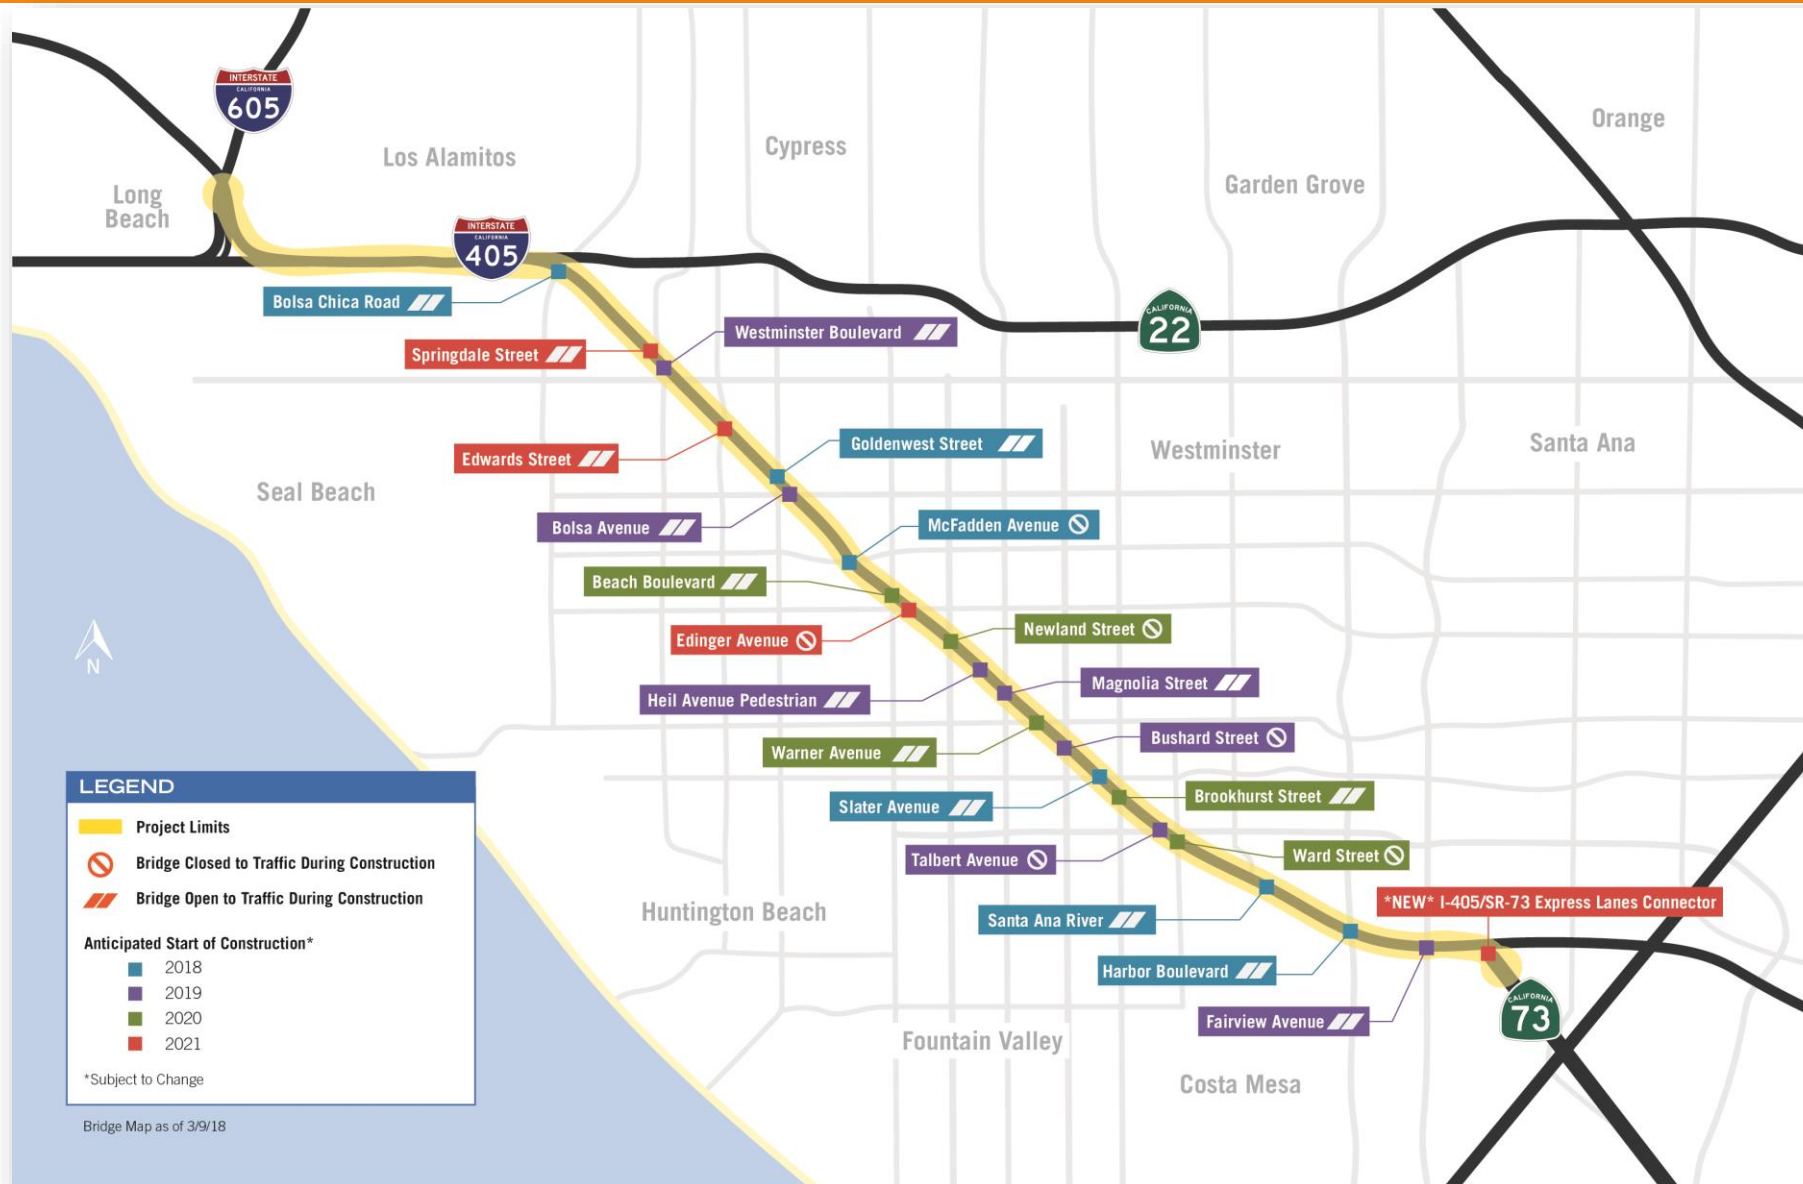 INTERSTATE
CALIFORNIA
605
Orange
Cypress
Los Alamitos
Garden Grove
Long
Beach
INTERSTATE
CALIFORNIA
405
Bolsa Chica Road
CALIFORNIA
22
Westminster Boulevard
Springdale Street
Goldenwest Street
Westminster
Santa Ana
Edwards Street
Seal Beach
Bolsa Avenue
McFadden Avenue
Beach Boulevard
Newland Street
Edinger Avenue
N
Magnolia Street
Heil Avenue Pedestrian
Bushard Street
Warner Avenue
Brookhurst Street
Slater Avenue
Ward Street
Talbert Avenue
*NEW* I-405/SR-73 Express Lanes Connector
Huntington Beach
Santa Ana River
Harbor Boulevard
CALIFORNIA
73
Fairview Avenue
Fountain Valley
Costa Mesa
LEGEND
Project Limits
Bridge Closed to Traffic During Construction
Bridge Open to Traffic During Construction
Anticipated Start of Construction*
2018
2019
2020
2021
*Subject to Change
Bridge Map as of 3/9/18